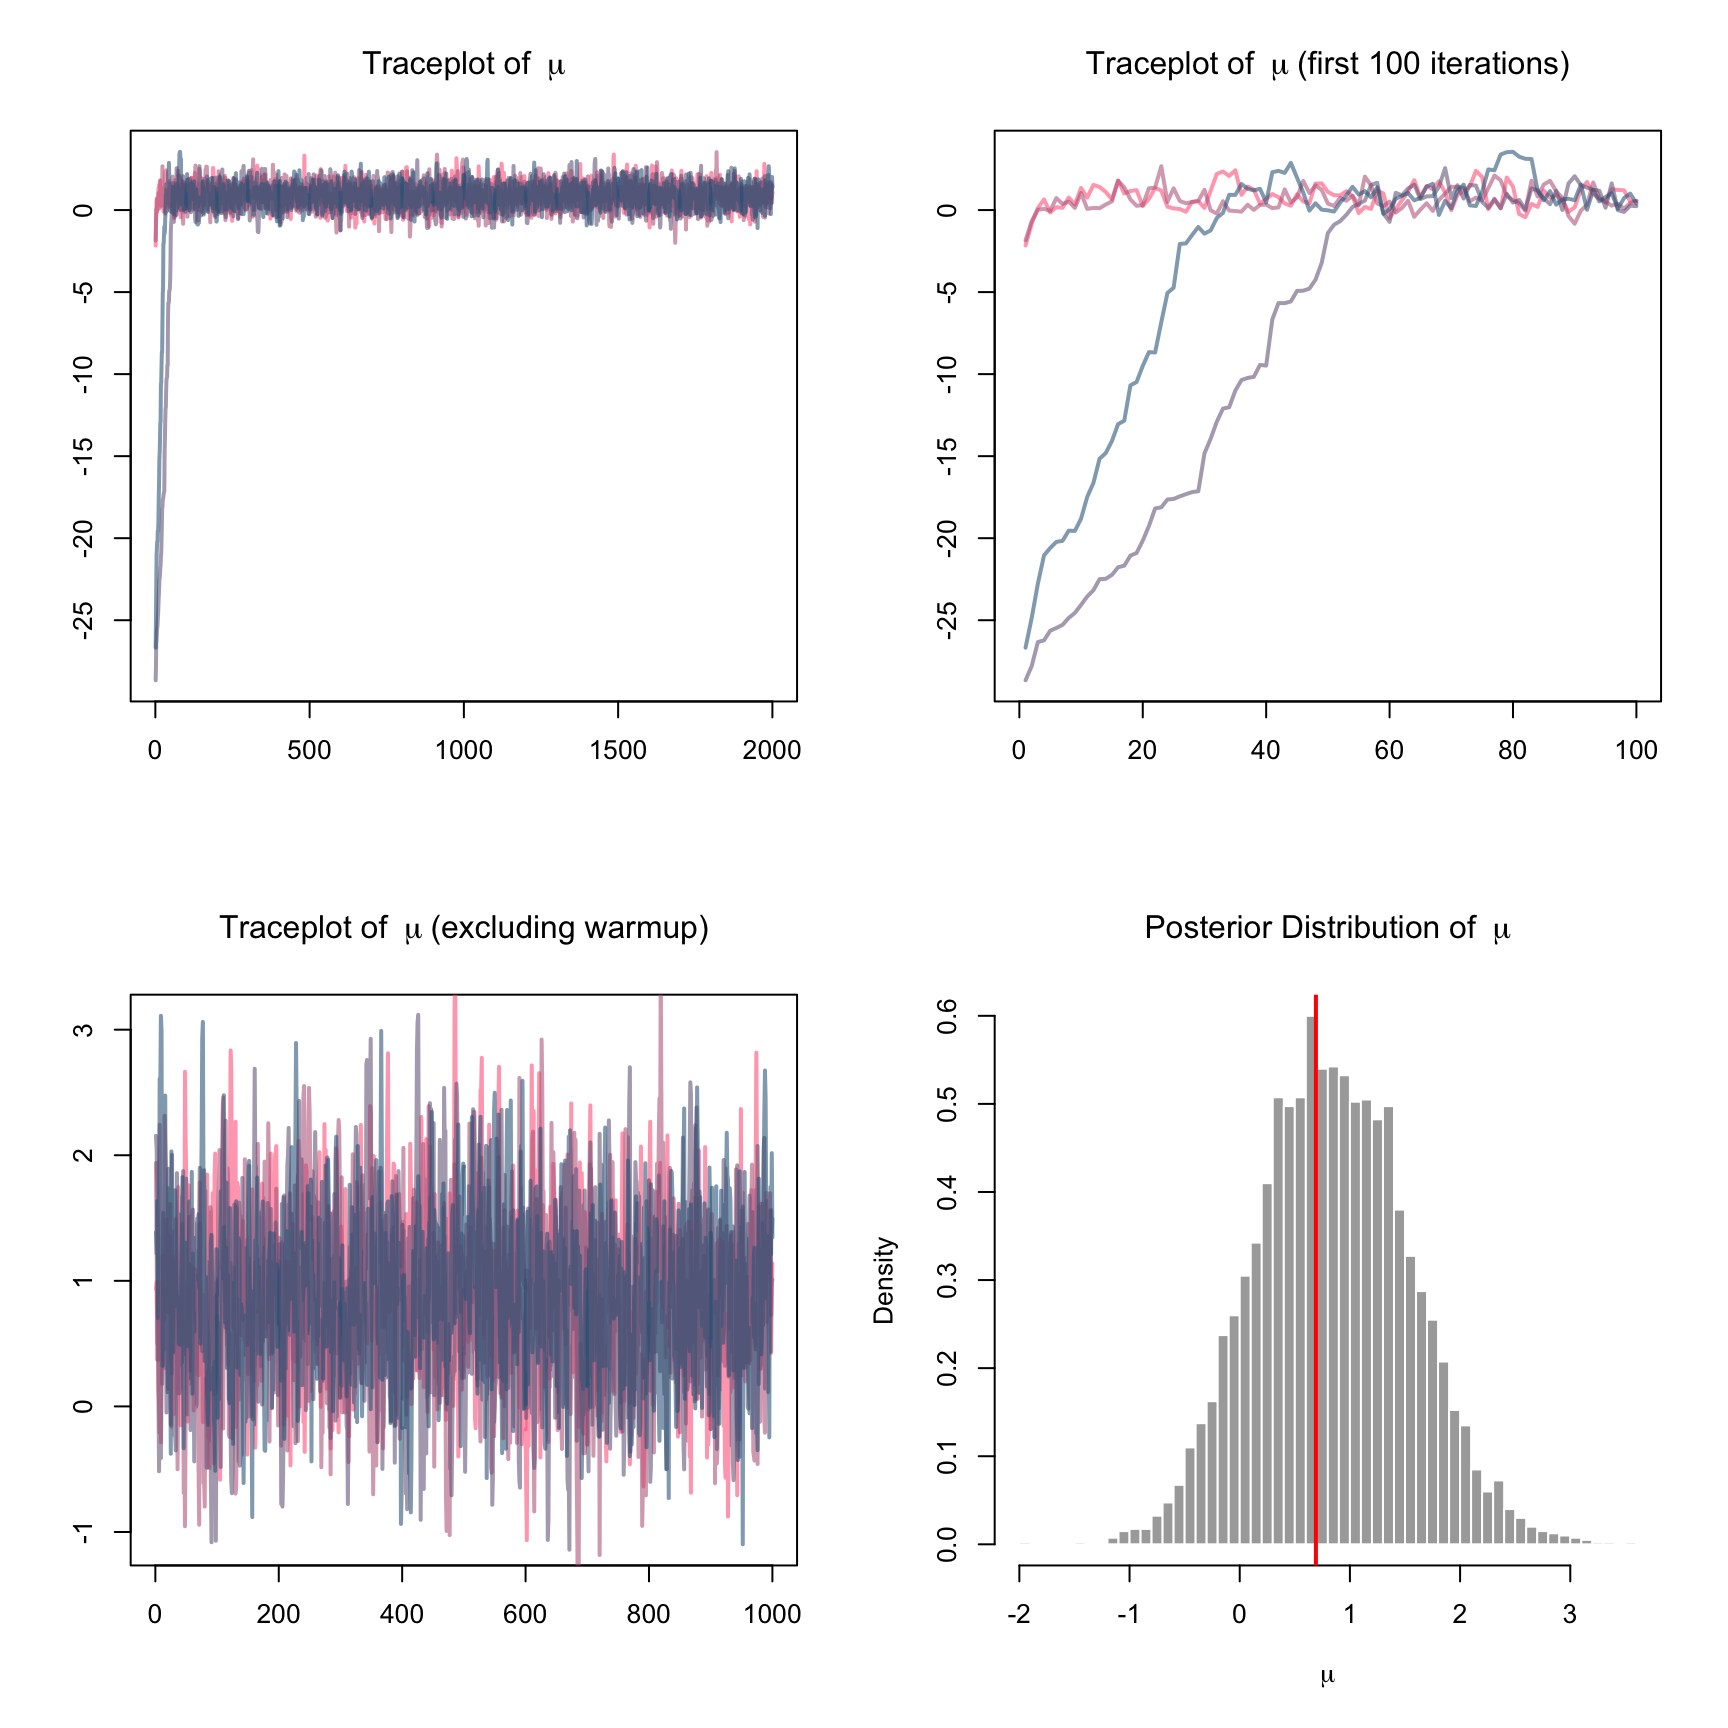 Traceplot of μ
0
-5
-10
-15
-20
-25
0 500 1000 1500 2000
Traceplot of μ (first 100 iterations)
0
-5
-10
-15
-20
-25
0 20 40 60 80 100
Traceplot of μ (excluding warmup)
3
2
1
0
-1
0 200 400 600 800 1000
Posterior Distribution of μ
Density
0.6
0.5
0.4
0.3
0.2
0.1
0.0
-2 -1 0 1 2 3
μ